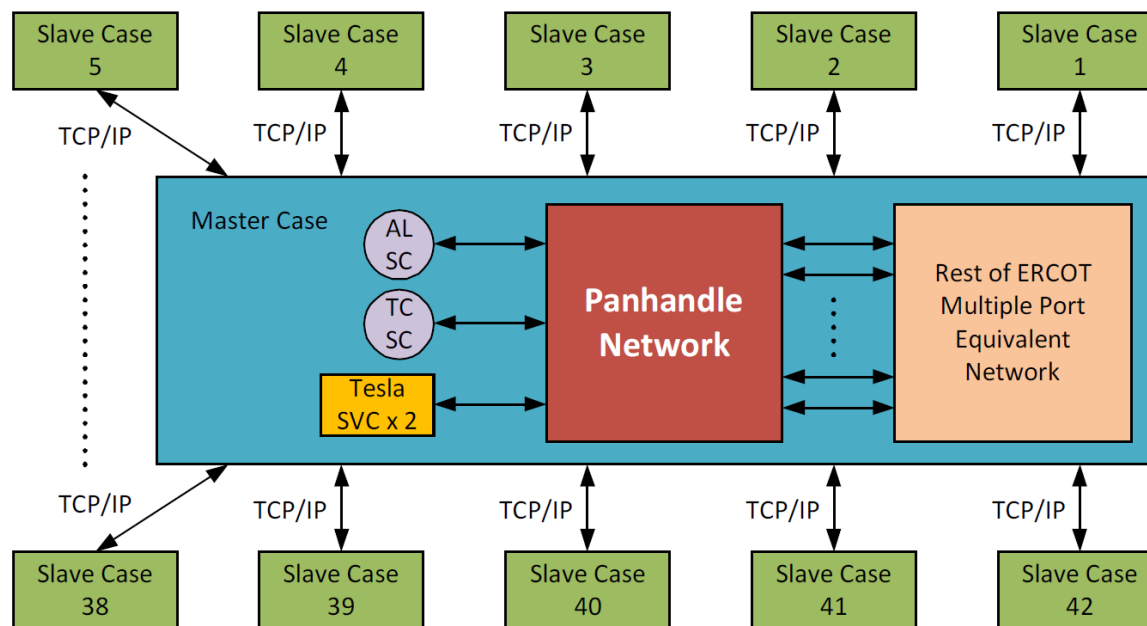 Slave Case
5
Slave Case
4
Slave Case
3
Slave Case
2
Slave Case
1
TCP/IP
TCP/IP
TCP/IP
TCP/IP
TCP/IP
Master Case
AL
SC
TC
SC
Tesla
SVC x 2
Panhandle
Network
Rest of ERCOT
Multiple Port
Equivalent
Network
TCP/IP
TCP/IP
TCP/IP
TCP/IP
TCP/IP
Slave Case
38
Slave Case
39
Slave Case
40
Slave Case
41
Slave Case
42